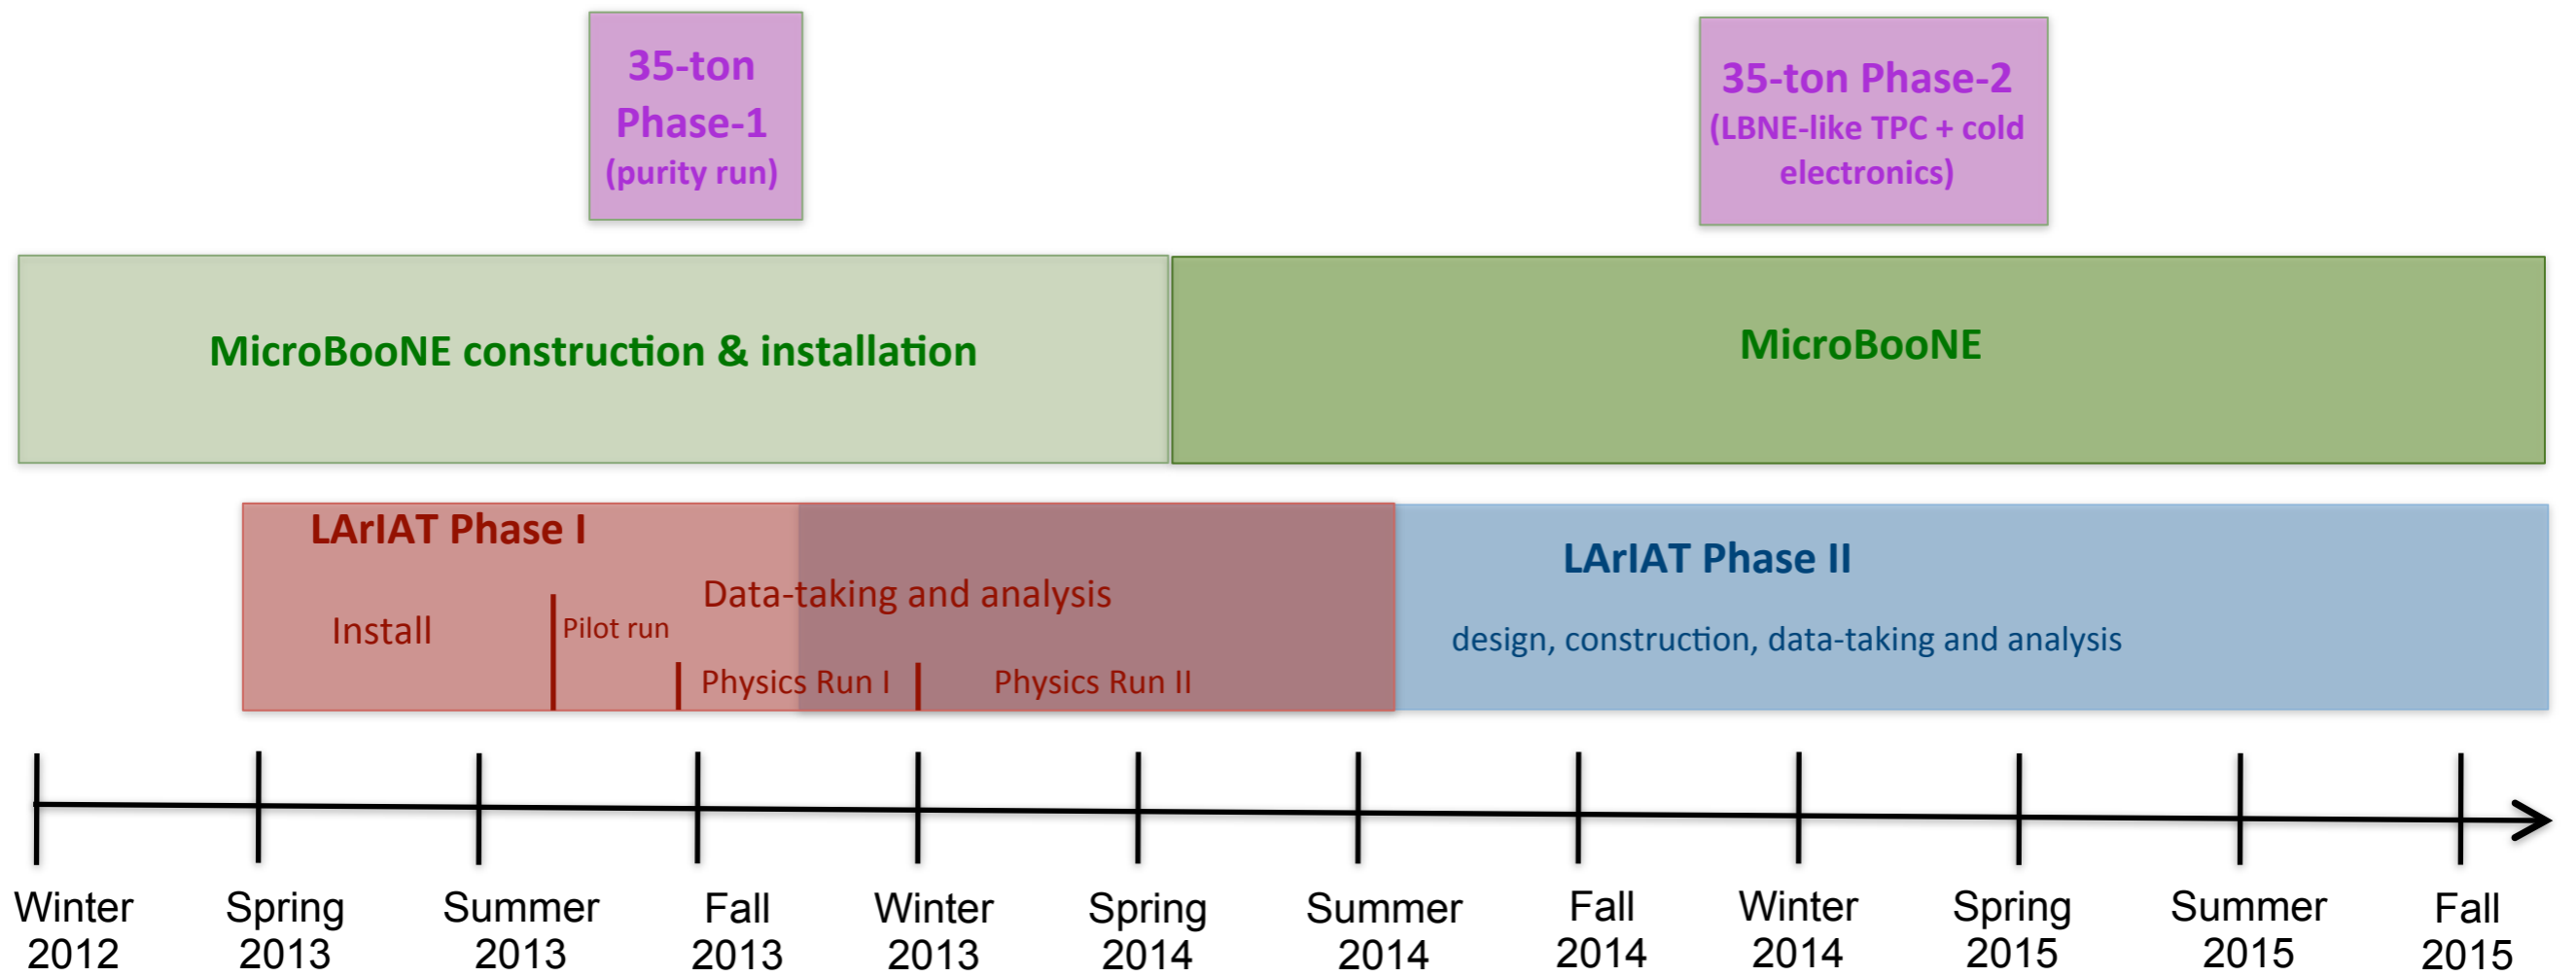 35-ton
Phase-1
(purity run)
35-ton Phase-2
(LBNE-like TPC + cold
electronics)
MicroBooNE construction & installation
MicroBooNE
LArIAT Phase I
Data-taking and analysis
Install
Pilot run
Physics Run I
Physics Run II
LArIAT Phase II
design, construction, data-taking and analysis
Winter
2012
Spring
2013
Summer
2013
Fall
2013
Winter
2013
Spring
2014
Summer
2014
Fall
2014
Winter
2014
Spring
2015
Summer
2015
Fall
2015